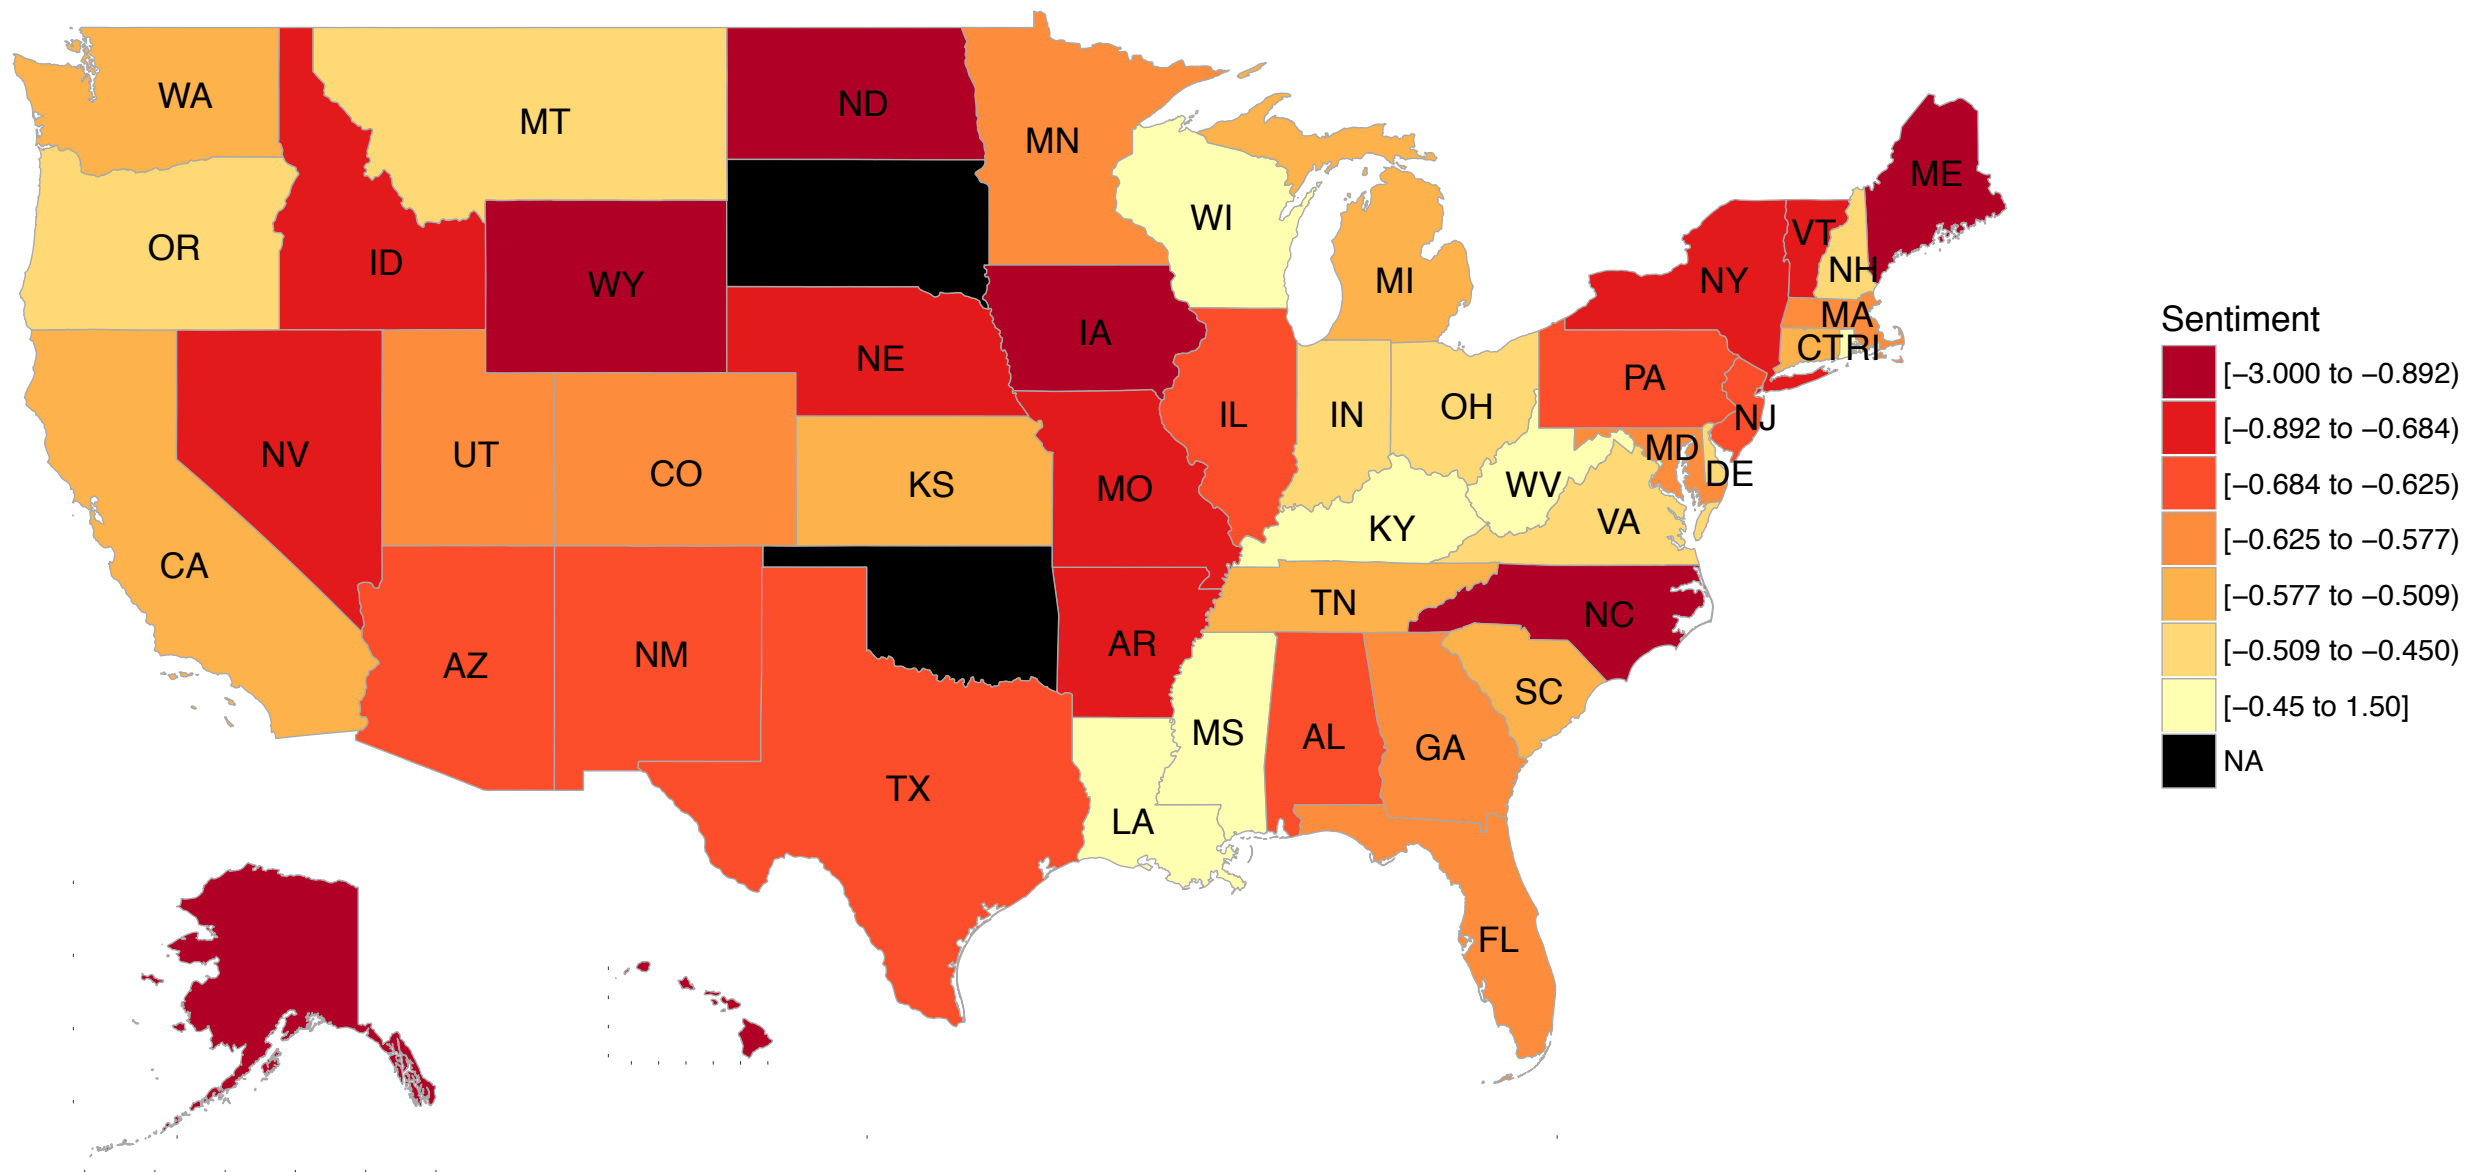 WA
MT
ND
MN
ME
OR
ID
WY
WI
MI
VT
NH
NY
MA
CT
RI
IA
NE
PA
NJ
NV
UT
CO
KS
MO
IL
IN
OH
MD
DE
WV
VA
KY
CA
TN
NC
AZ
NM
AR
SC
MS
AL
GA
TX
LA
FL
Sentiment
[−3.000 to −0.892)
[−0.892 to −0.684)
[−0.684 to −0.625)
[−0.625 to −0.577)
[−0.577 to −0.509)
[−0.509 to −0.450)
[−0.45 to 1.50]
NA